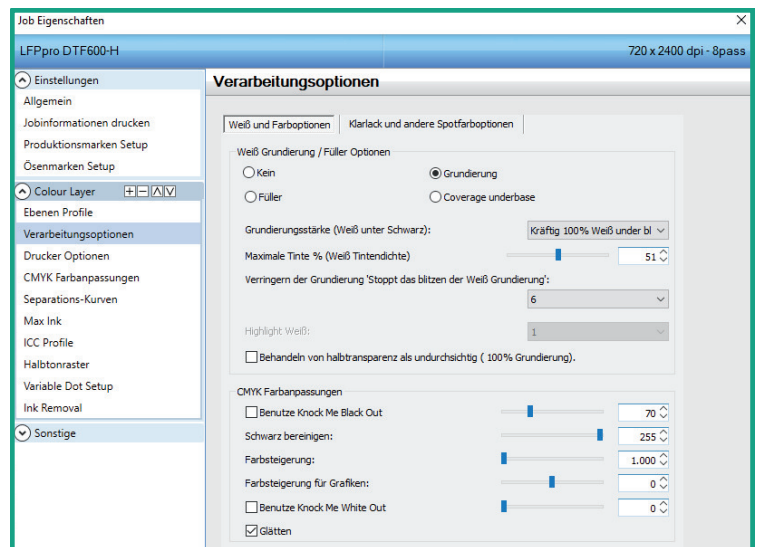 Job Eigenschaften
LFPpro DTF600-H
720 x 2400 dpi - 8pass
Einstellungen
Allgemein
Jobinformationen drucken
Produktionsmarken Setup
Ösenmarken Setup
Colour Layer
Ebenen Profile
Verarbeitungsoptionen
Drucker Optionen
CMYK Farbanpassungen
Separations-Kurven
Max Ink
ICC Profile
Halbtonraster
Variable Dot Setup
Ink Removal
Sonstige
Verarbeitungsoptionen
Weiß und Farboptionen
Klarlack und andere Spotfarboptionen
Weiß Grundierung / Füller Optionen
Kein
Grundierung
Füller
Coverage underbase
Grundierungsstärke (Weiß unter Schwarz):
Kräftig 100% Weiß under bl
Maximale Tinte % (Weiß Tintendichte)
51
Verringern der Grundierung 'Stoppt das blitzen der Weiß Grundierung':
6
Highlight Weiß:
1
Behandeln von halbtransparenz als undurchsichtig ( 100% Grundierung).
CMYK Farbanpassungen
Benutze Knock Me Black Out
70
Schwarz bereinigen:
255
Farbsteigerung:
1.000
Farbsteigerung für Grafiken:
0
Benutze Knock Me White Out
0
Glätten